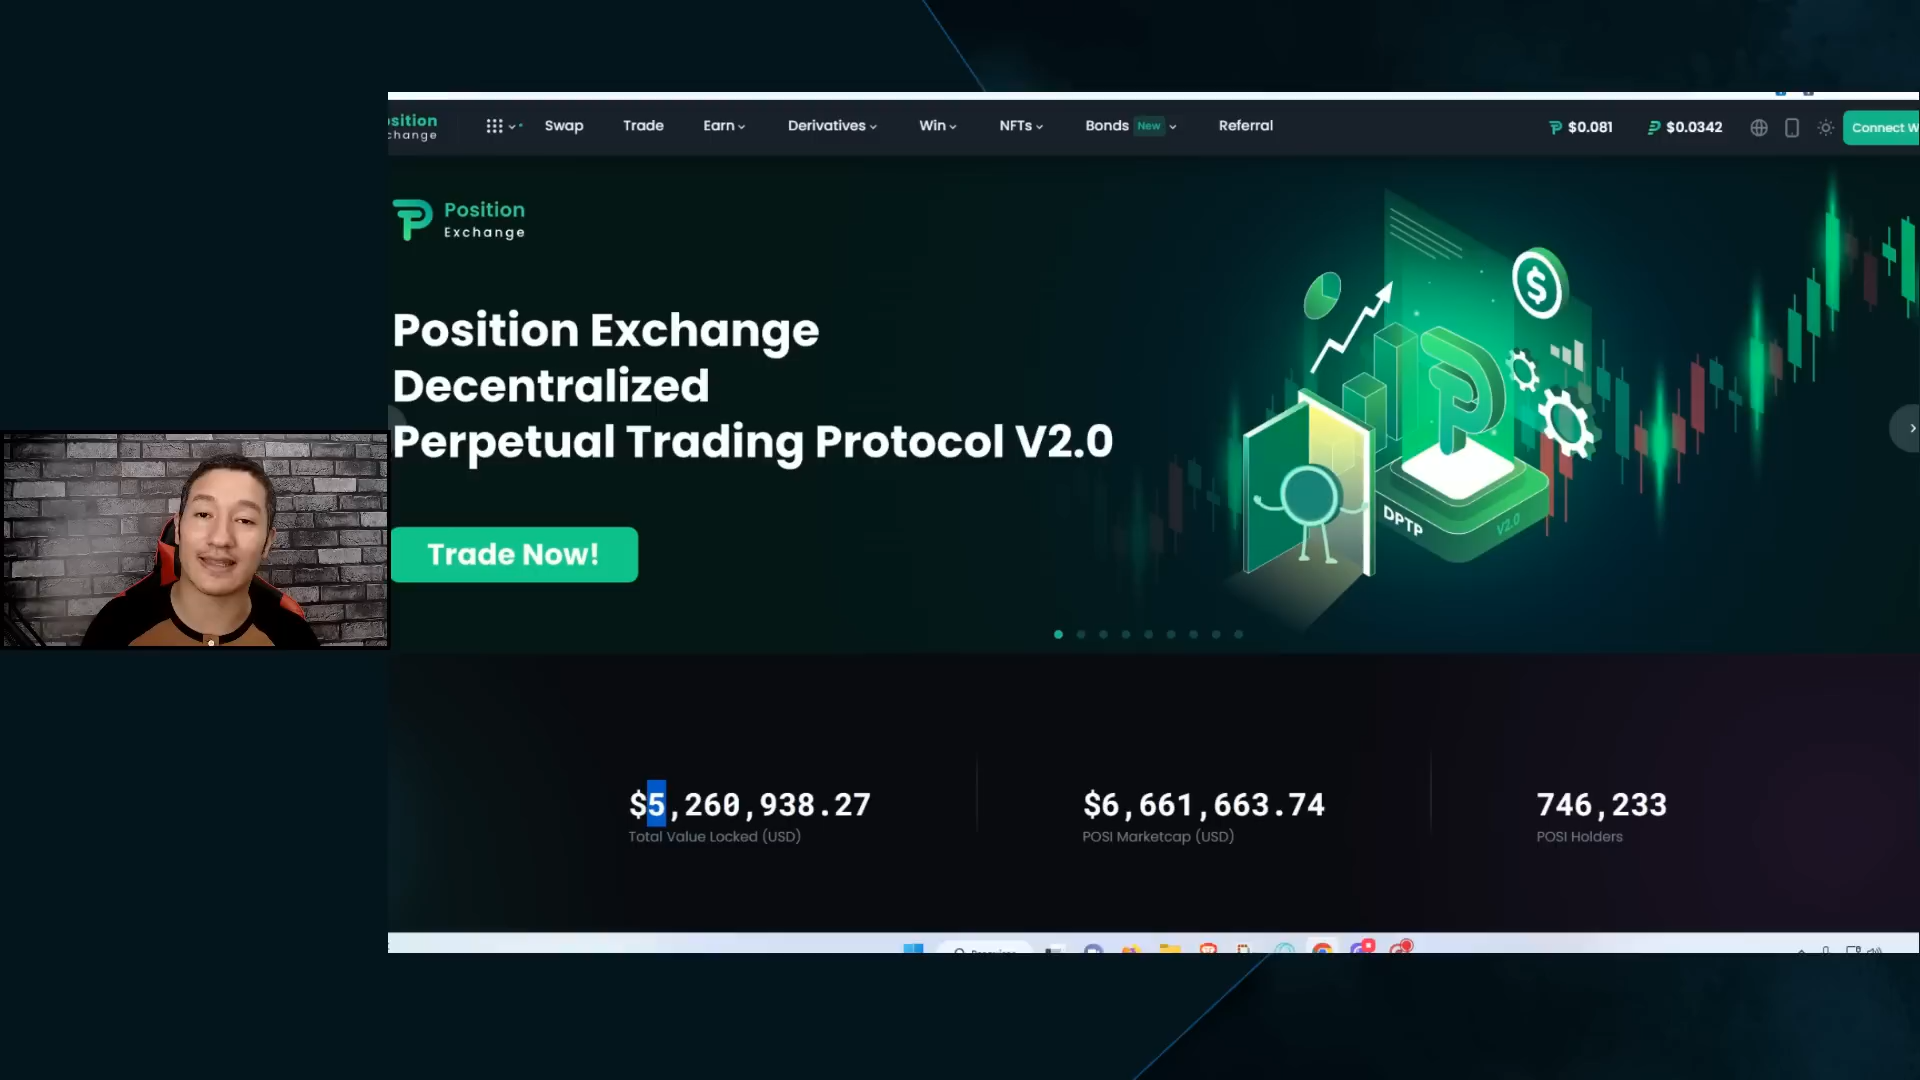 osition
change
Swap
Trade
Earn
Derivatives
Win
NFTs
Bonds New
Referral
$0.081
$0.0342
Connect W
Position
Exchange
Position Exchange
Decentralized
Perpetual Trading Protocol V2.0
Trade Now!
DPTP
V2.0
$5,260,938.27
Total Value Locked (USD)
$6,661,663.74
POSI Marketcap (USD)
746,233
POSI Holders